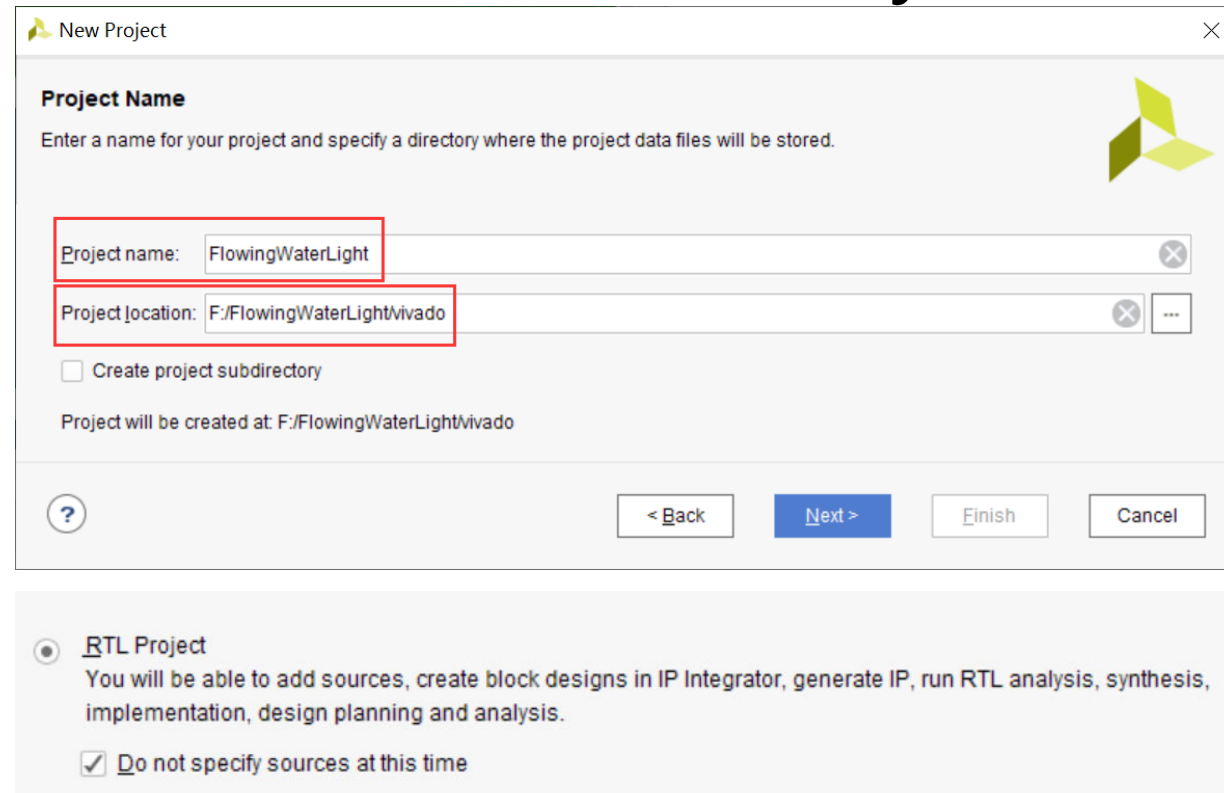 New Project
Project Name
Enter a name for your project and specify a directory where the project data files will be stored.
Project name: FlowingWaterLight
Project location: F:/FlowingWaterLight/vivado
...
Create project subdirectory
Project will be created at: F:/FlowingWaterLight/vivado
?
< Back
Next >
Finish
Cancel
RTL Project
You will be able to add sources, create block designs in IP Integrator, generate IP, run RTL analysis, synthesis,
implementation, design planning and analysis.
Do not specify sources at this time